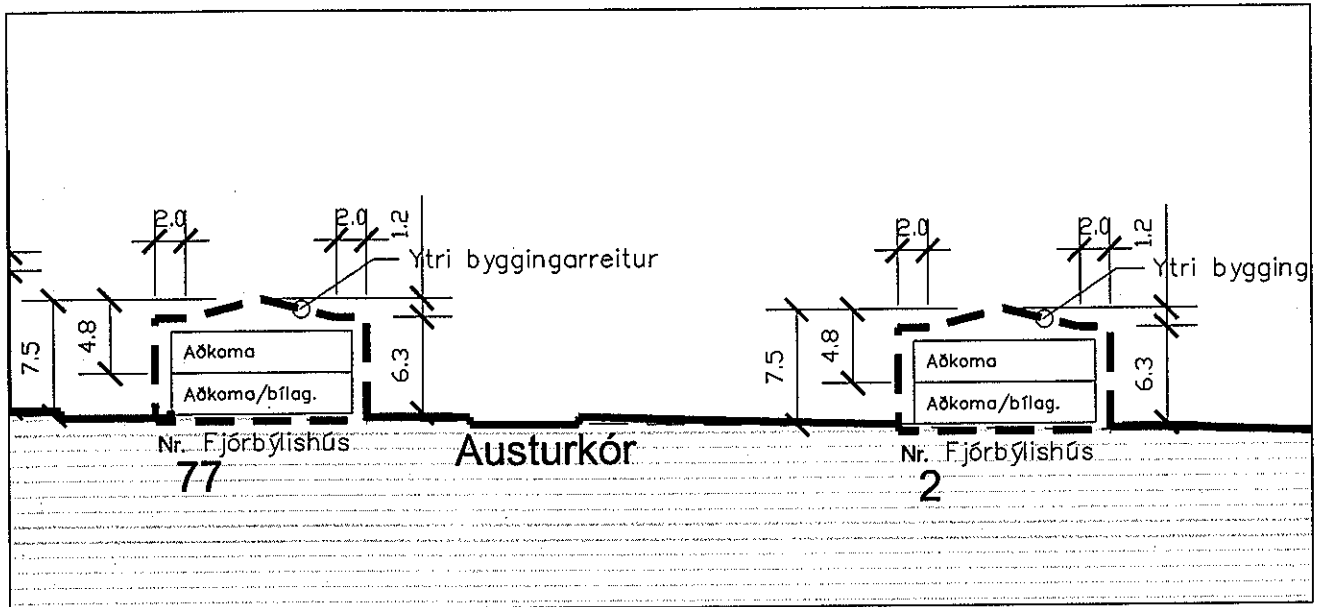 2.0
2.0
1.2
Ytri byggingarreitur
7.5
4.8
6.3
Aðkoma
Aðkoma/bílag.
Nr. Fjórbýlishús
77
Austurkór
2.0
2.0
1.2
Ytri bygging
7.5
4.8
6.3
Aðkoma
Aðkoma/bílag.
Nr. Fjórbýlishús
2